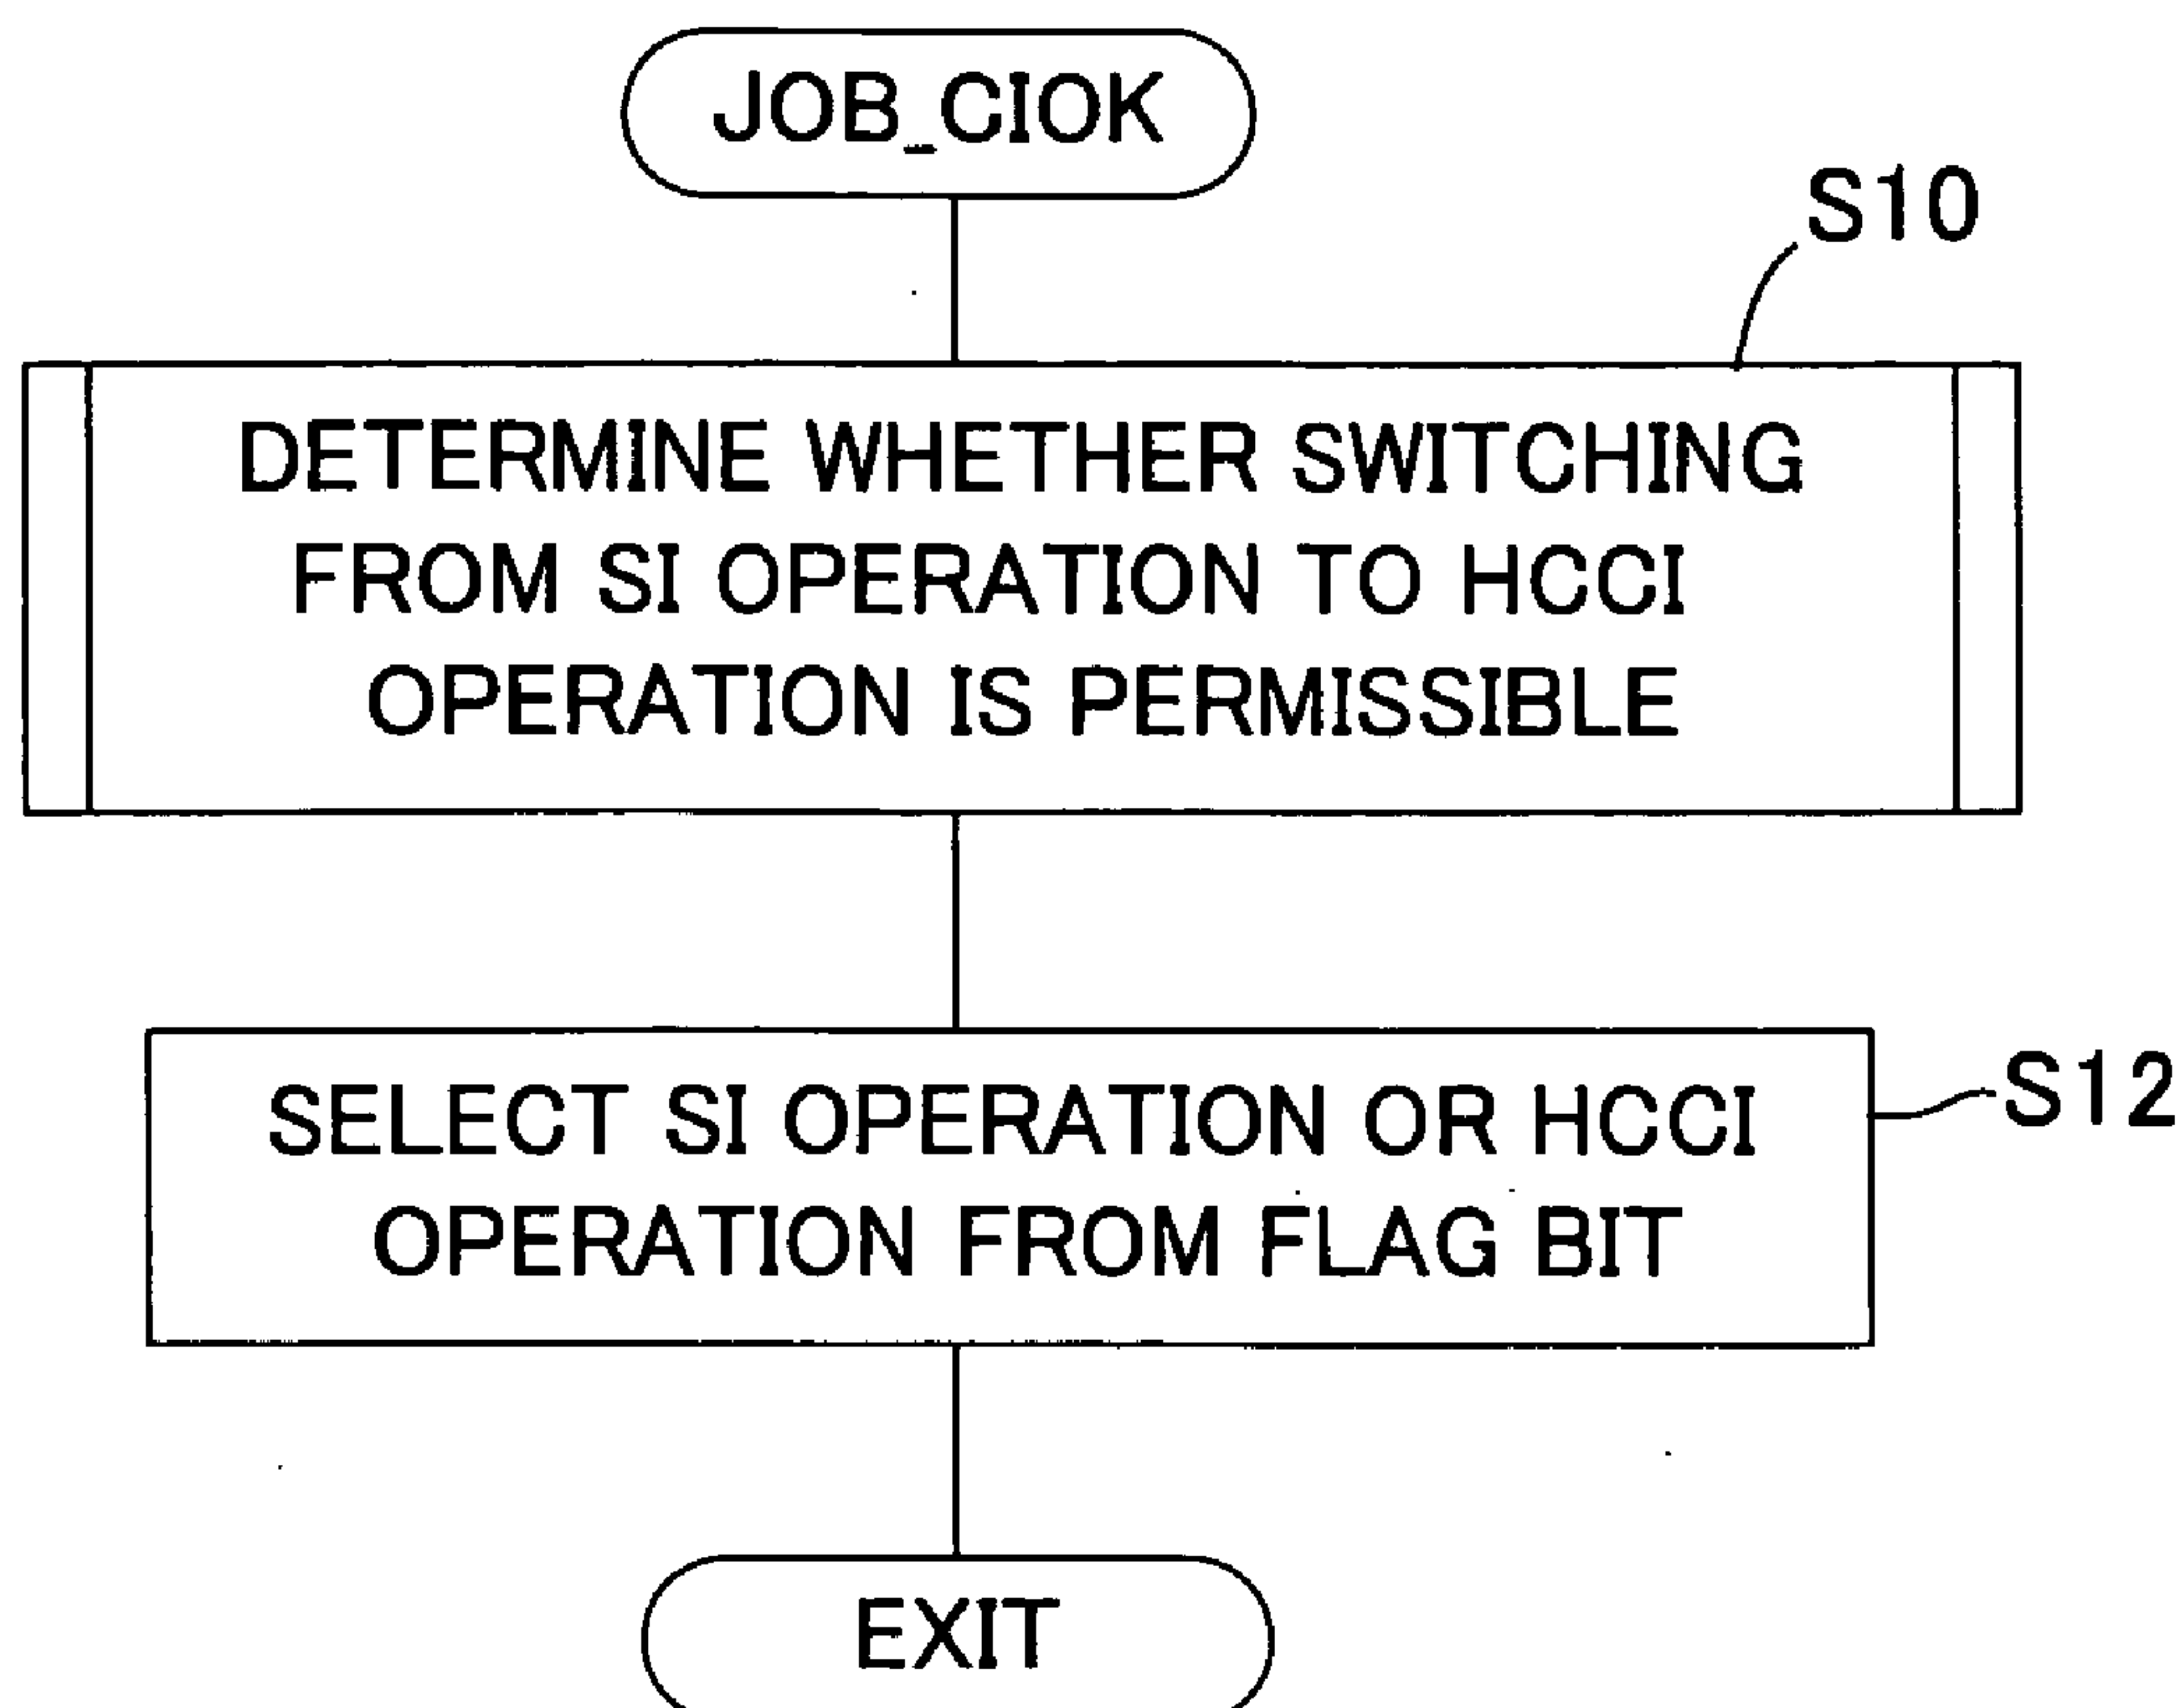 JOB_CIOK
S10
DETERMINE WHETHER SWITCHING
FROM SI OPERATION TO HCCI
OPERATION IS PERMISSIBLE
SELECT SI OPERATION OR HCCI
OPERATION FROM FLAG BIT
S12
EXIT